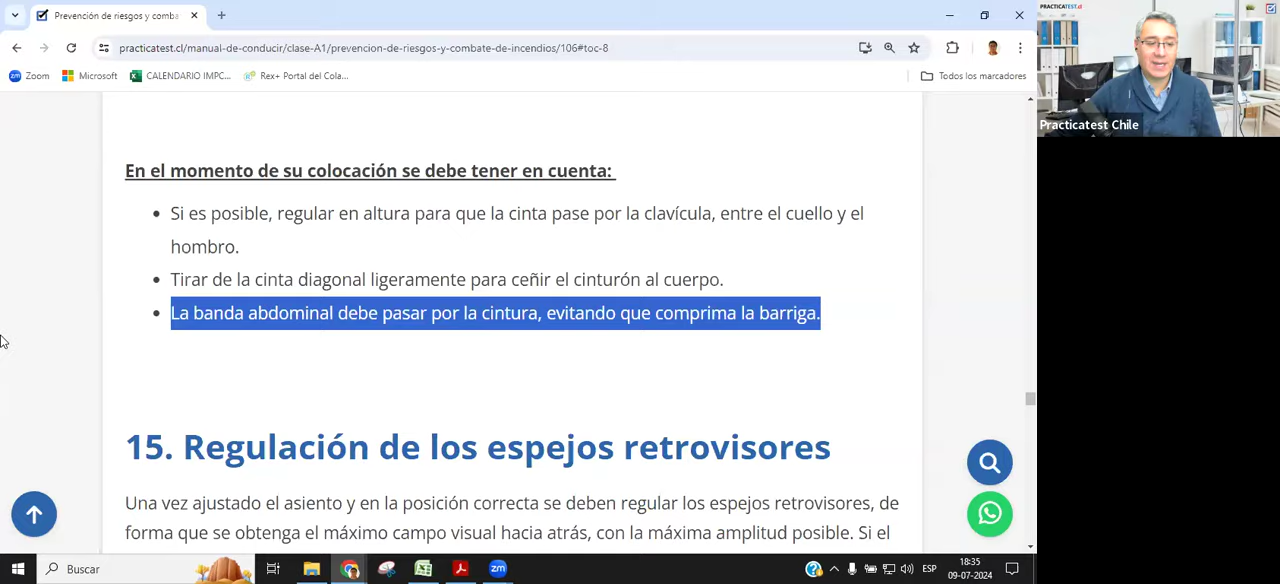 Prevención de riesgos y comba
practicatest.cl/manual-de-conducir/clase-A1/prevencion-de-riesgos-y-combate-de-incendios/106#toc-8
Zoom
Microsoft
CALENDARIO IMPC...
Rex+ Portal del Cola...
Todos los marcadores
PRACTICATEST.cl
Practicatest Chile
En el momento de su colocación se debe tener en cuenta:
• Si es posible, regular en altura para que la cinta pase por la clavícula, entre el cuello y el
hombro.
• Tirar de la cinta diagonal ligeramente para ceñir el cinturón al cuerpo.
• La banda abdominal debe pasar por la cintura, evitando que comprima la barriga.
15. Regulación de los espejos retrovisores
Una vez ajustado el asiento y en la posición correcta se deben regular los espejos retrovisores, de
forma que se obtenga el máximo campo visual hacia atrás, con la máxima amplitud posible. Si el
Buscar
zm
ESP
18:35
09-07-2024